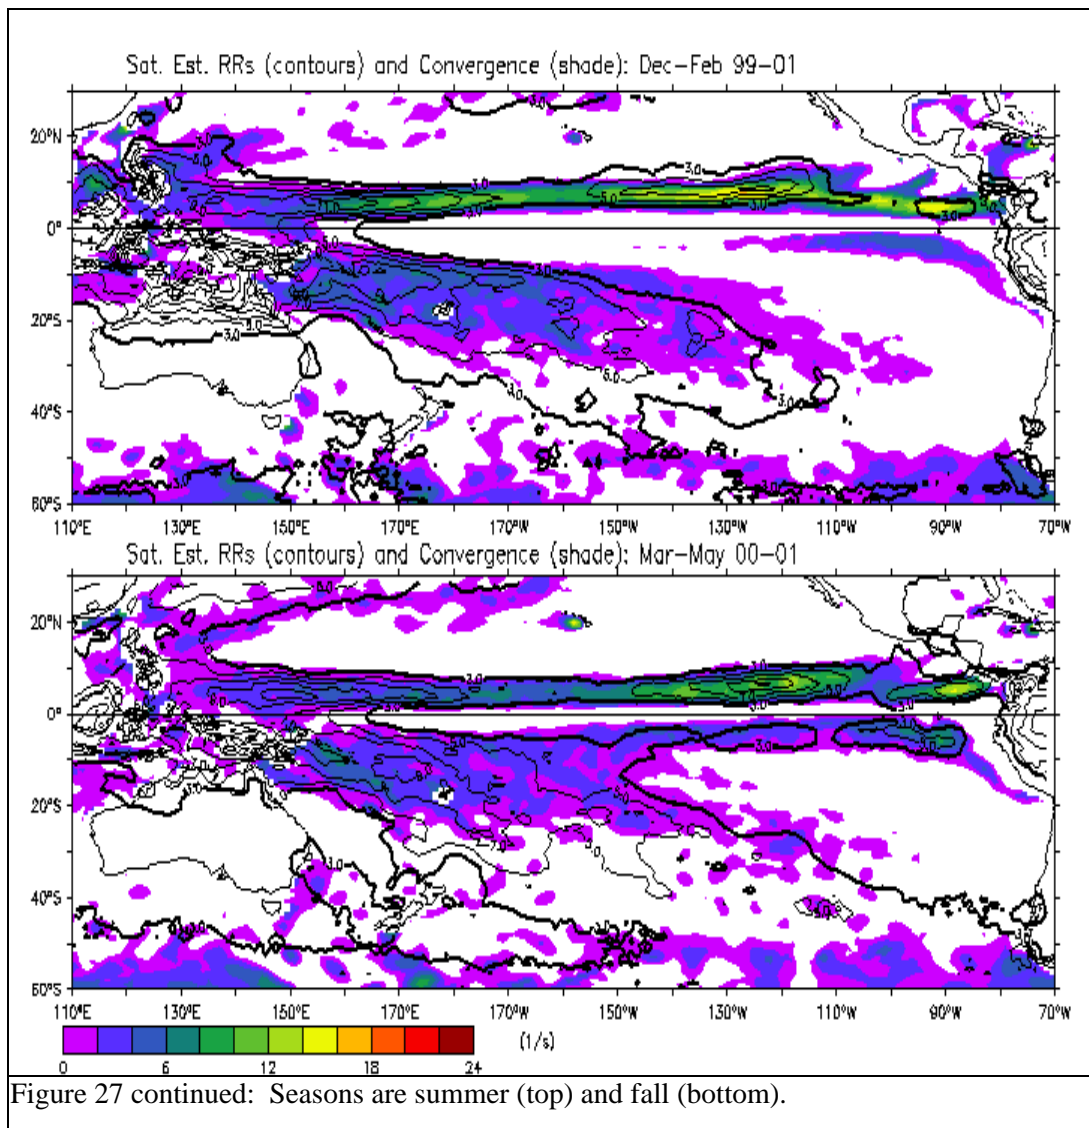 Sat. Est. RRs (contours) and Convergence (shade): Dec-Feb 99-01
20°N
0°
20°S
40°S
60°S
110°E 130°E 150°E 170°E 170°W 150°W 130°W 110°W 90°W 70°W
Sat. Est. RRs (contours) and Convergence (shade): Mar-May 00-01
20°N
0°
20°S
40°S
60°S
110°E 130°E 150°E 170°E 170°W 150°W 130°W 110°W 90°W 70°W
(1/s)
0 6 12 18 24
Figure 27 continued: Seasons are summer (top) and fall (bottom).